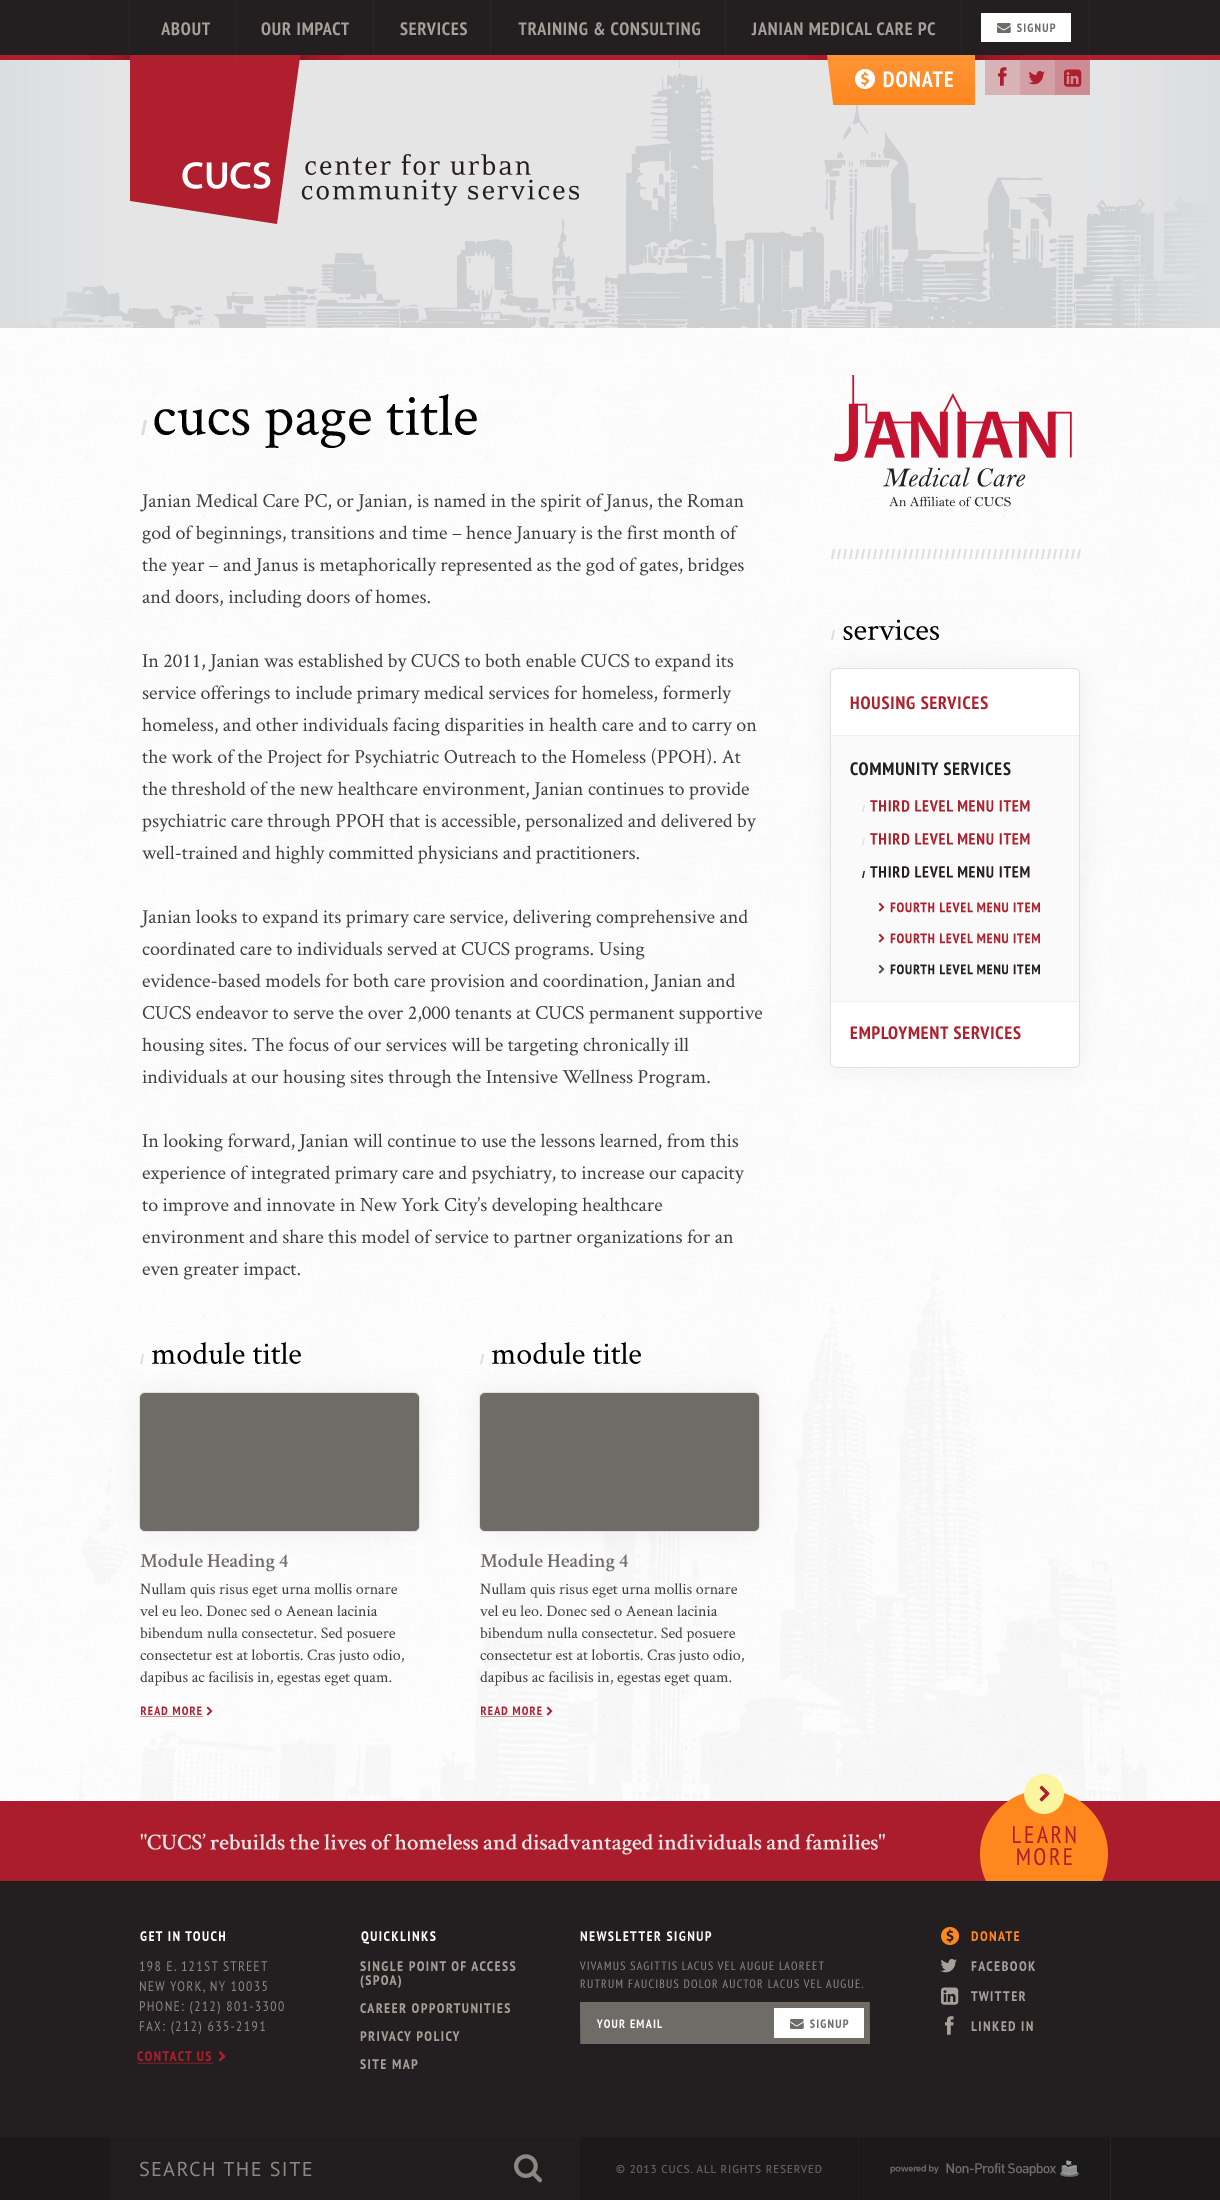 ABOUT
OUR IMPACT
SERVICES
TRAINING & CONSULTING
JANIAN MEDICAL CARE PC
SIGNUP
$ DONATE
f
in
CUCS
center for urban
community services
/ cucs page title
Janian Medical Care PC, or Janian, is named in the spirit of Janus, the Roman
god of beginnings, transitions and time – hence January is the first month of
the year – and Janus is metaphorically represented as the god of gates, bridges
and doors, including doors of homes.
In 2011, Janian was established by CUCS to both enable CUCS to expand its
service offerings to include primary medical services for homeless, formerly
homeless, and other individuals facing disparities in health care and to carry on
the work of the Project for Psychiatric Outreach to the Homeless (PPOH). At
the threshold of the new healthcare environment, Janian continues to provide
psychiatric care through PPOH that is accessible, personalized and delivered by
well-trained and highly committed physicians and practitioners.
Janian looks to expand its primary care service, delivering comprehensive and
coordinated care to individuals served at CUCS programs. Using
evidence-based models for both care provision and coordination, Janian and
CUCS endeavor to serve the over 2,000 tenants at CUCS permanent supportive
housing sites. The focus of our services will be targeting chronically ill
individuals at our housing sites through the Intensive Wellness Program.
In looking forward, Janian will continue to use the lessons learned, from this
experience of integrated primary care and psychiatry, to increase our capacity
to improve and innovate in New York City’s developing healthcare
environment and share this model of service to partner organizations for an
even greater impact.
JANIAN
Medical Care
An Affiliate of CUCS
/ services
HOUSING SERVICES
COMMUNITY SERVICES
/ THIRD LEVEL MENU ITEM
/ THIRD LEVEL MENU ITEM
/ THIRD LEVEL MENU ITEM
> FOURTH LEVEL MENU ITEM
> FOURTH LEVEL MENU ITEM
> FOURTH LEVEL MENU ITEM
EMPLOYMENT SERVICES
/ module title
Module Heading 4
Nullam quis risus eget urna mollis ornare
vel eu leo. Donec sed o Aenean lacinia
bibendum nulla consectetur. Sed posuere
consectetur est at lobortis. Cras justo odio,
dapibus ac facilisis in, egestas eget quam.
READ MORE >
/ module title
Module Heading 4
Nullam quis risus eget urna mollis ornare
vel eu leo. Donec sed o Aenean lacinia
bibendum nulla consectetur. Sed posuere
consectetur est at lobortis. Cras justo odio,
dapibus ac facilisis in, egestas eget quam.
READ MORE >
"CUCS’ rebuilds the lives of homeless and disadvantaged individuals and families"
>
LEARN
MORE
GET IN TOUCH
198 E. 121ST STREET
NEW YORK, NY 10035
PHONE: (212) 801-3300
FAX: (212) 635-2191
CONTACT US >
QUICKLINKS
SINGLE POINT OF ACCESS
(SPOA)
CAREER OPPORTUNITIES
PRIVACY POLICY
SITE MAP
NEWSLETTER SIGNUP
VIVAMUS SAGITTIS LACUS VEL AUGUE LAOREET
RUTRUM FAUCIBUS DOLOR AUCTOR LACUS VEL AUGUE.
YOUR EMAIL
SIGNUP
$ DONATE
FACEBOOK
in TWITTER
f LINKED IN
SEARCH THE SITE
© 2013 CUCS. ALL RIGHTS RESERVED
powered by Non-Profit Soapbox